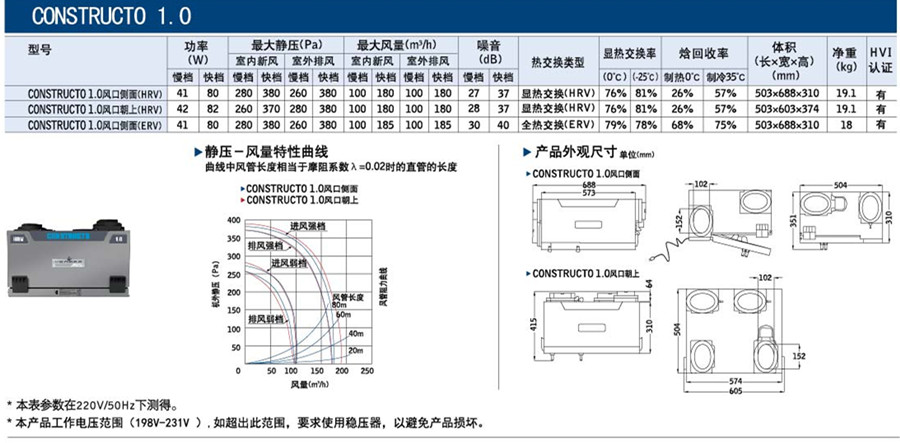 CONSTRUCTO 1.0
型号 功率 (W) 最大静压(Pa) 最大风量(m³/h) 噪音 (dB) 热交换类型 显热交换率 焓回收率 体积 (长×宽×高) (mm) 净重 (kg) HVI 认证
室内新风 室外排风 室内新风 室外排风
慢档 快档 慢档 快档 慢档 快档 慢档 快档 慢档 快档 慢档 快档 (0℃) (-25℃) 制热0℃ 制冷35℃
CONSTRUCTO 1.0风口侧面(HRV) 41 80 280 380 260 380 100 180 100 180 27 37 显热交换(HRV) 76% 81% 26% 57% 503×688×310 19.1 有
CONSTRUCTO 1.0风口朝上(HRV) 42 82 260 370 280 380 100 180 100 180 28 37 显热交换(HRV) 76% 81% 26% 57% 503×603×374 19.1 有
CONSTRUCTO 1.0风口侧面(ERV) 41 80 280 380 260 380 100 185 100 185 30 40 全热交换(ERV) 79% 78% 68% 75% 503×688×310 18 有
静压－风量特性曲线
曲线中风管长度相当于摩阻系数λ=0.02时的直管的长度
CONSTRUCTO 1.0风口侧面
CONSTRUCTO 1.0风口朝上
机外静压 (Pa)
400
350
300
250
200
150
100
50
0 50 100 150 200 250
风量(m³/h)
进风强档
排风强档
进风弱档
排风弱档
风管长度
80m
60m
40m
20m
风管阻力曲线
产品外观尺寸 单位(mm)
CONSTRUCTO 1.0风口侧面
688
573
102
152
504
351
310
CONSTRUCTO 1.0风口朝上
64
415
310
102
504
152
574
605
1.0
* 本表参数在220V/50Hz下测得。
* 本产品工作电压范围（198V-231V ）,如超出此范围，要求使用稳压器，以避免产品损坏。